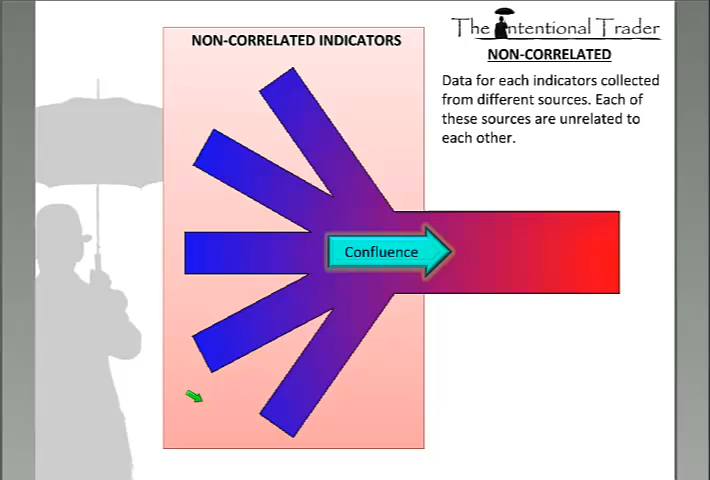 The Intentional Trader
NON-CORRELATED INDICATORS
NON-CORRELATED
Data for each indicators collected
from different sources. Each of
these sources are unrelated to
each other.
Confluence